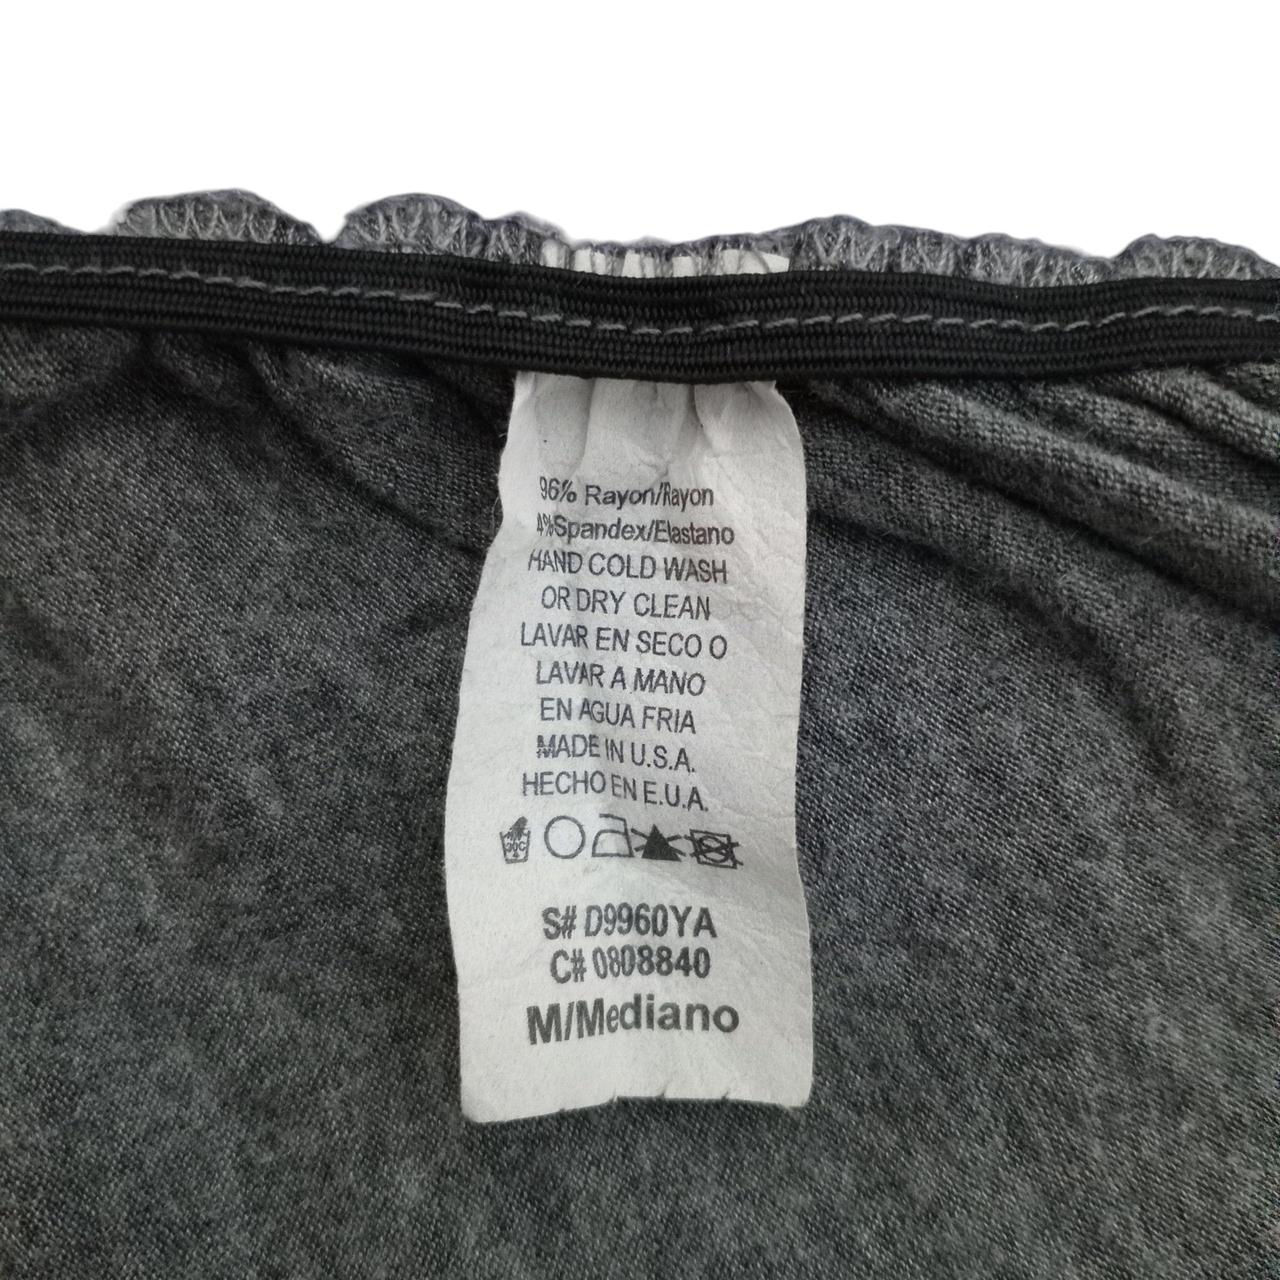 96% Rayon/Rayon
4%Spandex/Elastano
HAND COLD WASH
OR DRY CLEAN
LAVAR EN SECO O
LAVAR A MANO
EN AGUA FRIA
MADE IN U.S.A.
HECHO EN E.U.A.
30C
S# D9960YA
C# 0808840
M/Mediano